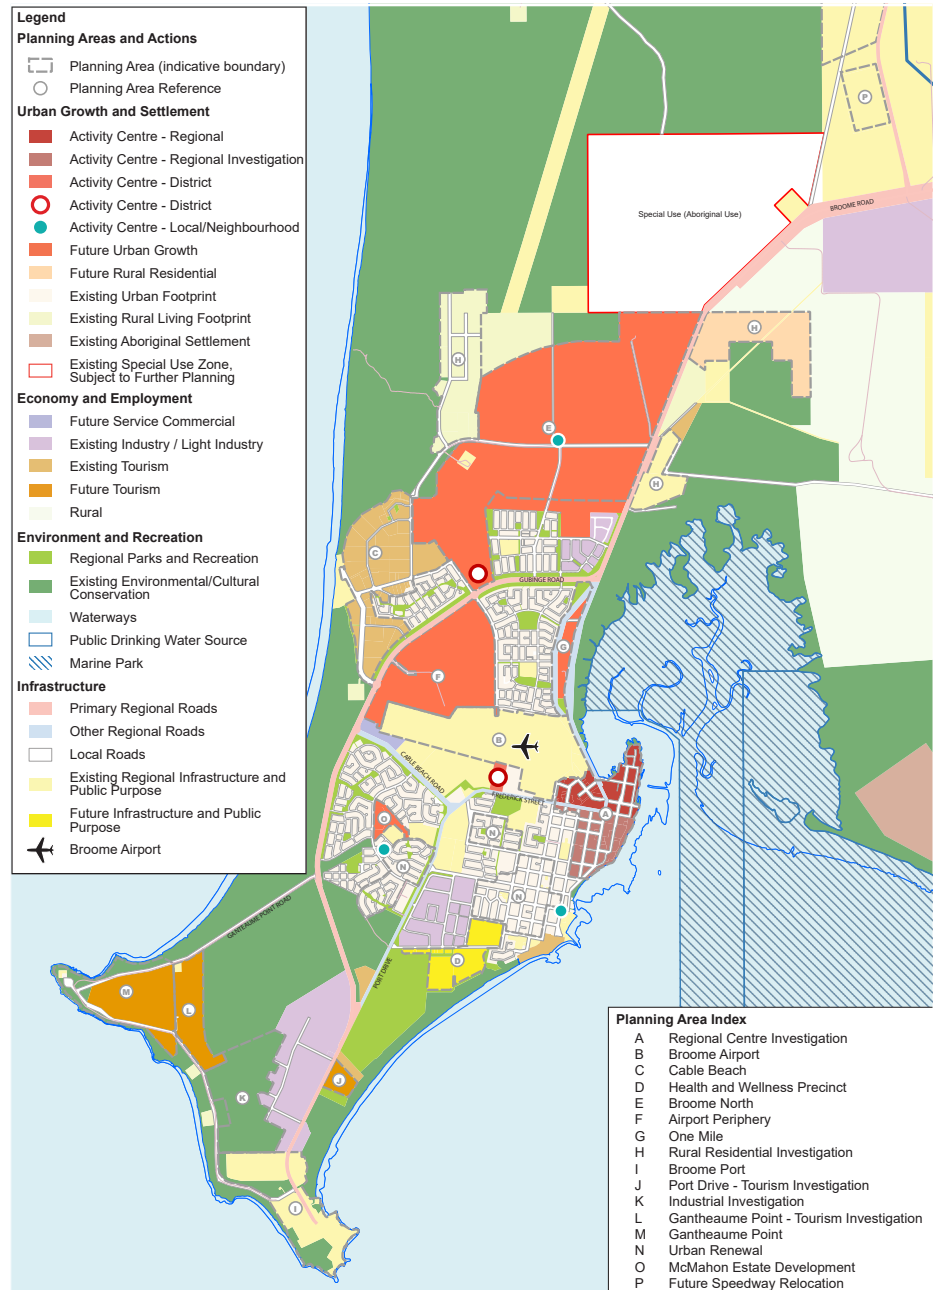 Legend
Planning Areas and Actions
Planning Area (indicative boundary)
Planning Area Reference
Urban Growth and Settlement
Activity Centre - Regional
Activity Centre - Regional Investigation
Activity Centre - District
Activity Centre - District
Activity Centre - Local/Neighbourhood
Future Urban Growth
Future Rural Residential
Existing Urban Footprint
Existing Rural Living Footprint
Existing Aboriginal Settlement
Existing Special Use Zone,
Subject to Further Planning
Economy and Employment
Future Service Commercial
Existing Industry / Light Industry
Existing Tourism
Future Tourism
Rural
Environment and Recreation
Regional Parks and Recreation
Existing Environmental/Cultural
Conservation
Waterways
Public Drinking Water Source
Marine Park
Infrastructure
Primary Regional Roads
Other Regional Roads
Local Roads
Existing Regional Infrastructure and
Public Purpose
Future Infrastructure and Public
Purpose
Broome Airport
P
BROOME ROAD
Special Use (Aboriginal Use)
H
H
E
H
C
GUBINGE ROAD
G
F
B
CABLE BEACH ROAD
FREDERICK STREET
A
O
N
N
N
GANTEAUME POINT ROAD
PORT DRIVE
D
M
L
J
K
I
Planning Area Index
A Regional Centre Investigation
B Broome Airport
C Cable Beach
D Health and Wellness Precinct
E Broome North
F Airport Periphery
G One Mile
H Rural Residential Investigation
I Broome Port
J Port Drive - Tourism Investigation
K Industrial Investigation
L Gantheaume Point - Tourism Investigation
M Gantheaume Point
N Urban Renewal
O McMahon Estate Development
P Future Speedway Relocation